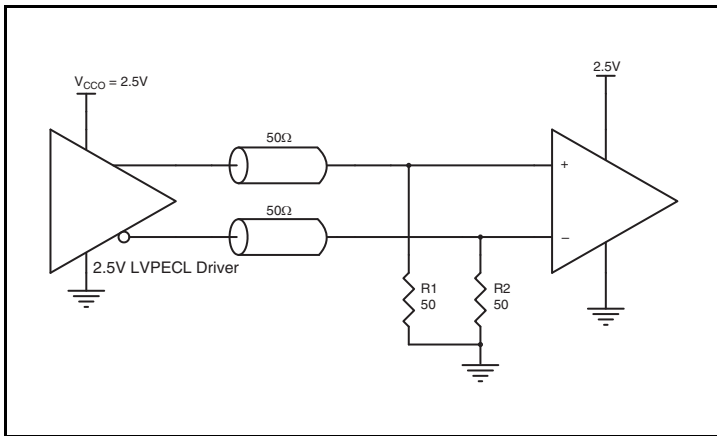 V_CCO = 2.5V
2.5V
50Ω
+
50Ω
–
2.5V LVPECL Driver
R1
50
R2
50